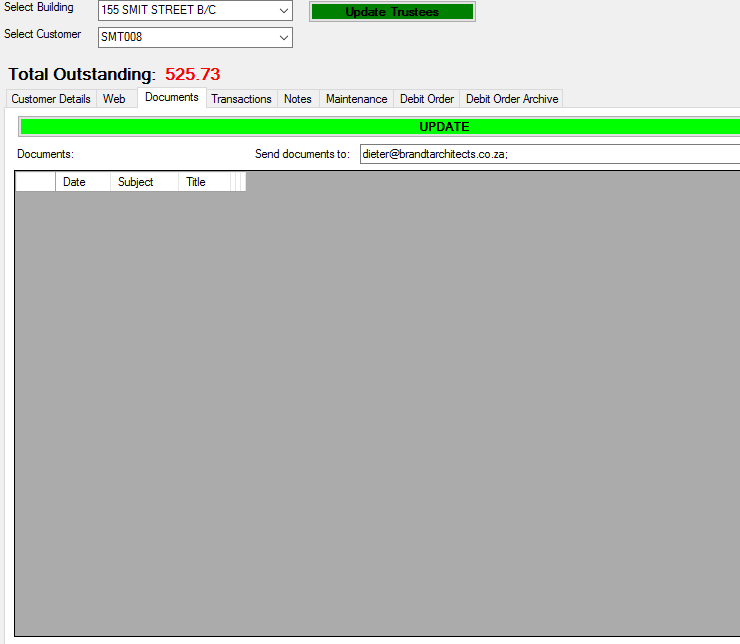 Select Building 155 SMIT STREET B/C Update Trustees
Select Customer SMT008
Total Outstanding: 525.73
Customer Details Web Documents Transactions Notes Maintenance Debit Order Debit Order Archive
UPDATE
Documents: Send documents to: dieter@brandtarchitects.co.za;
Date Subject Title